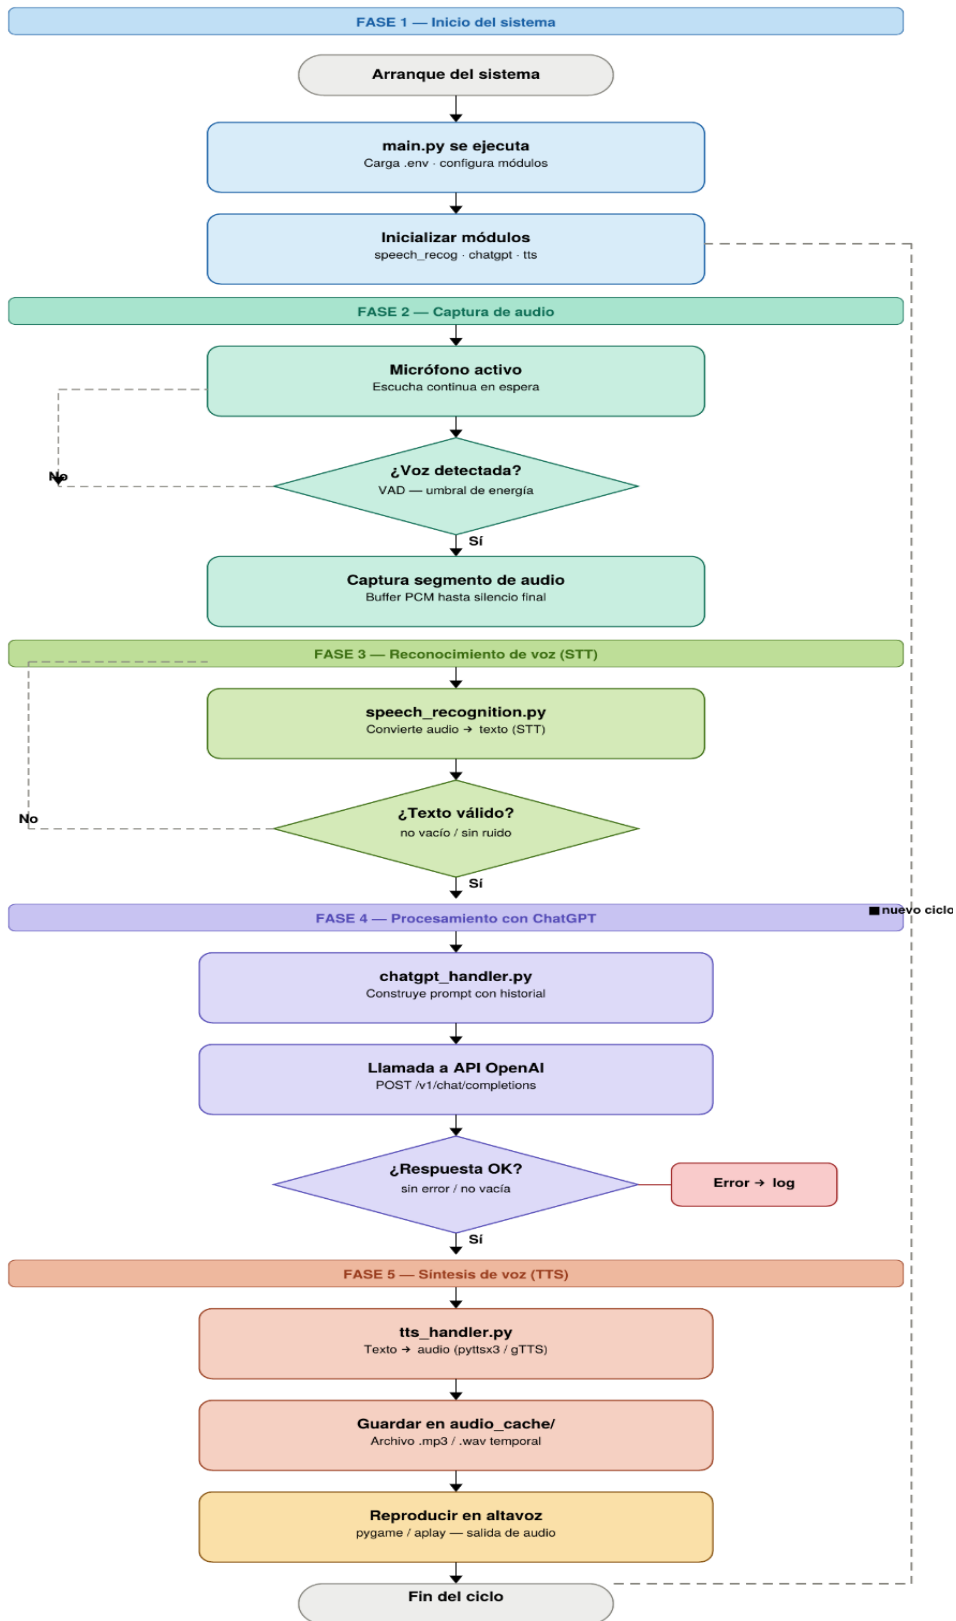 FASE 1 — Inicio del sistema
Arranque del sistema
main.py se ejecuta
Carga .env · configura módulos
Inicializar módulos
speech_recog · chatgpt · tts
FASE 2 — Captura de audio
Micrófono activo
Escucha continua en espera
¿Voz detectada?
VAD — umbral de energía
No
Sí
Captura segmento de audio
Buffer PCM hasta silencio final
FASE 3 — Reconocimiento de voz (STT)
speech_recognition.py
Convierte audio → texto (STT)
¿Texto válido?
no vacío / sin ruido
No
Sí
■ nuevo ciclo
FASE 4 — Procesamiento con ChatGPT
chatgpt_handler.py
Construye prompt con historial
Llamada a API OpenAI
POST /v1/chat/completions
¿Respuesta OK?
sin error / no vacía
Error → log
Sí
FASE 5 — Síntesis de voz (TTS)
tts_handler.py
Texto → audio (pyttsx3 / gTTS)
Guardar en audio_cache/
Archivo .mp3 / .wav temporal
Reproducir en altavoz
pygame / aplay — salida de audio
Fin del ciclo